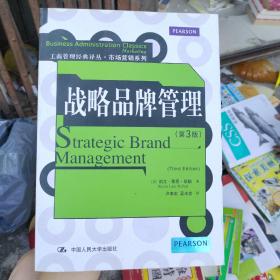 PEARSON
Business Administration Classics
Marketing
工商管理经典译丛·市场营销系列
战略品牌管理
(第3版)
Strategic Brand
Management
(Third Edition)
中国人民大学出版社
PEARSON